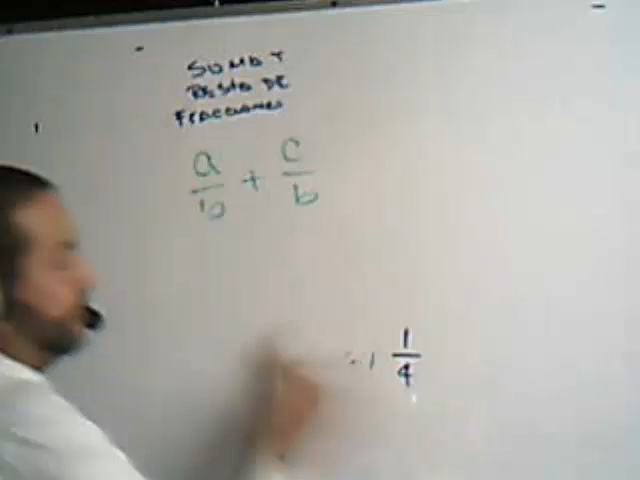 SUMA Y
Resta DE
Fracciones
a/b + c/b
1/4